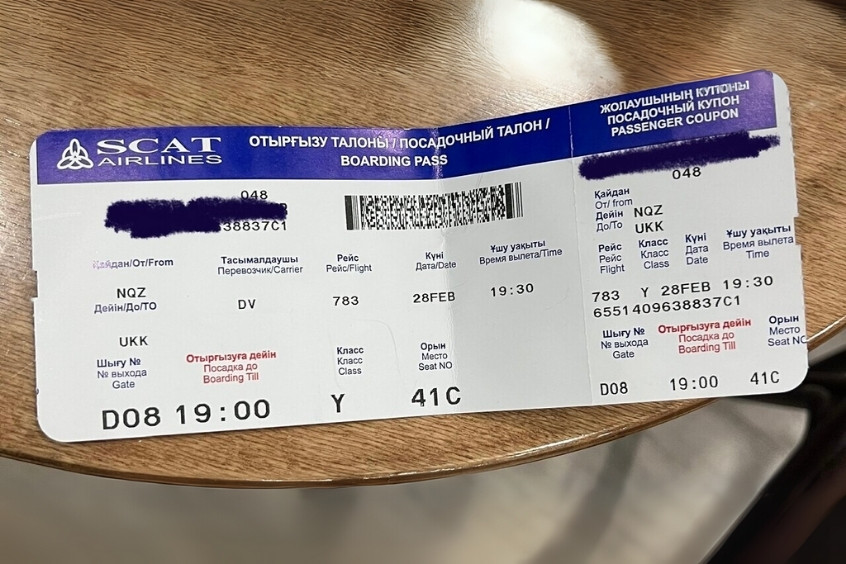 SCAT
AIRLINES
ОТЫРҒЫЗУ ТАЛОНЫ / ПОСАДОЧНЫЙ ТАЛОН /
BOARDING PASS
048
38837C1
Қайдан/От/From
NQZ
Дейін/До/TO
UKK
Тасымалдаушы
Перевозчик/Carrier
DV
Рейс
Рейс/Flight
783
Күні
Дата/Date
28FEB
Ұшу уақыты
Время вылета/Time
19:30
Шығу №
№ выхода
Gate
D08
Отырғызуға дейін
Посадка до
Boarding Till
19:00
Класс
Класс
Class
Y
Орын
Место
Seat NO
41C
ЖОЛАУШЫНЫҢ КУПОНЫ
ПОСАДОЧНЫЙ КУПОН
PASSENGER COUPON
048
Қайдан
От/ from
NQZ
Дейін
До/To
UKK
Рейс
Рейс
Flight
Класс
Класс
Class
Күні
Дата
Date
Ұшу уақыты
Время вылета
Time
783 Y 28FEB 19:30
6551409638837C1
Шығу №
№ выхода
Gate
D08
Отырғызуға дейін
Посадка до
Boarding Till
19:00
Орын
Место
Seat NO
41C